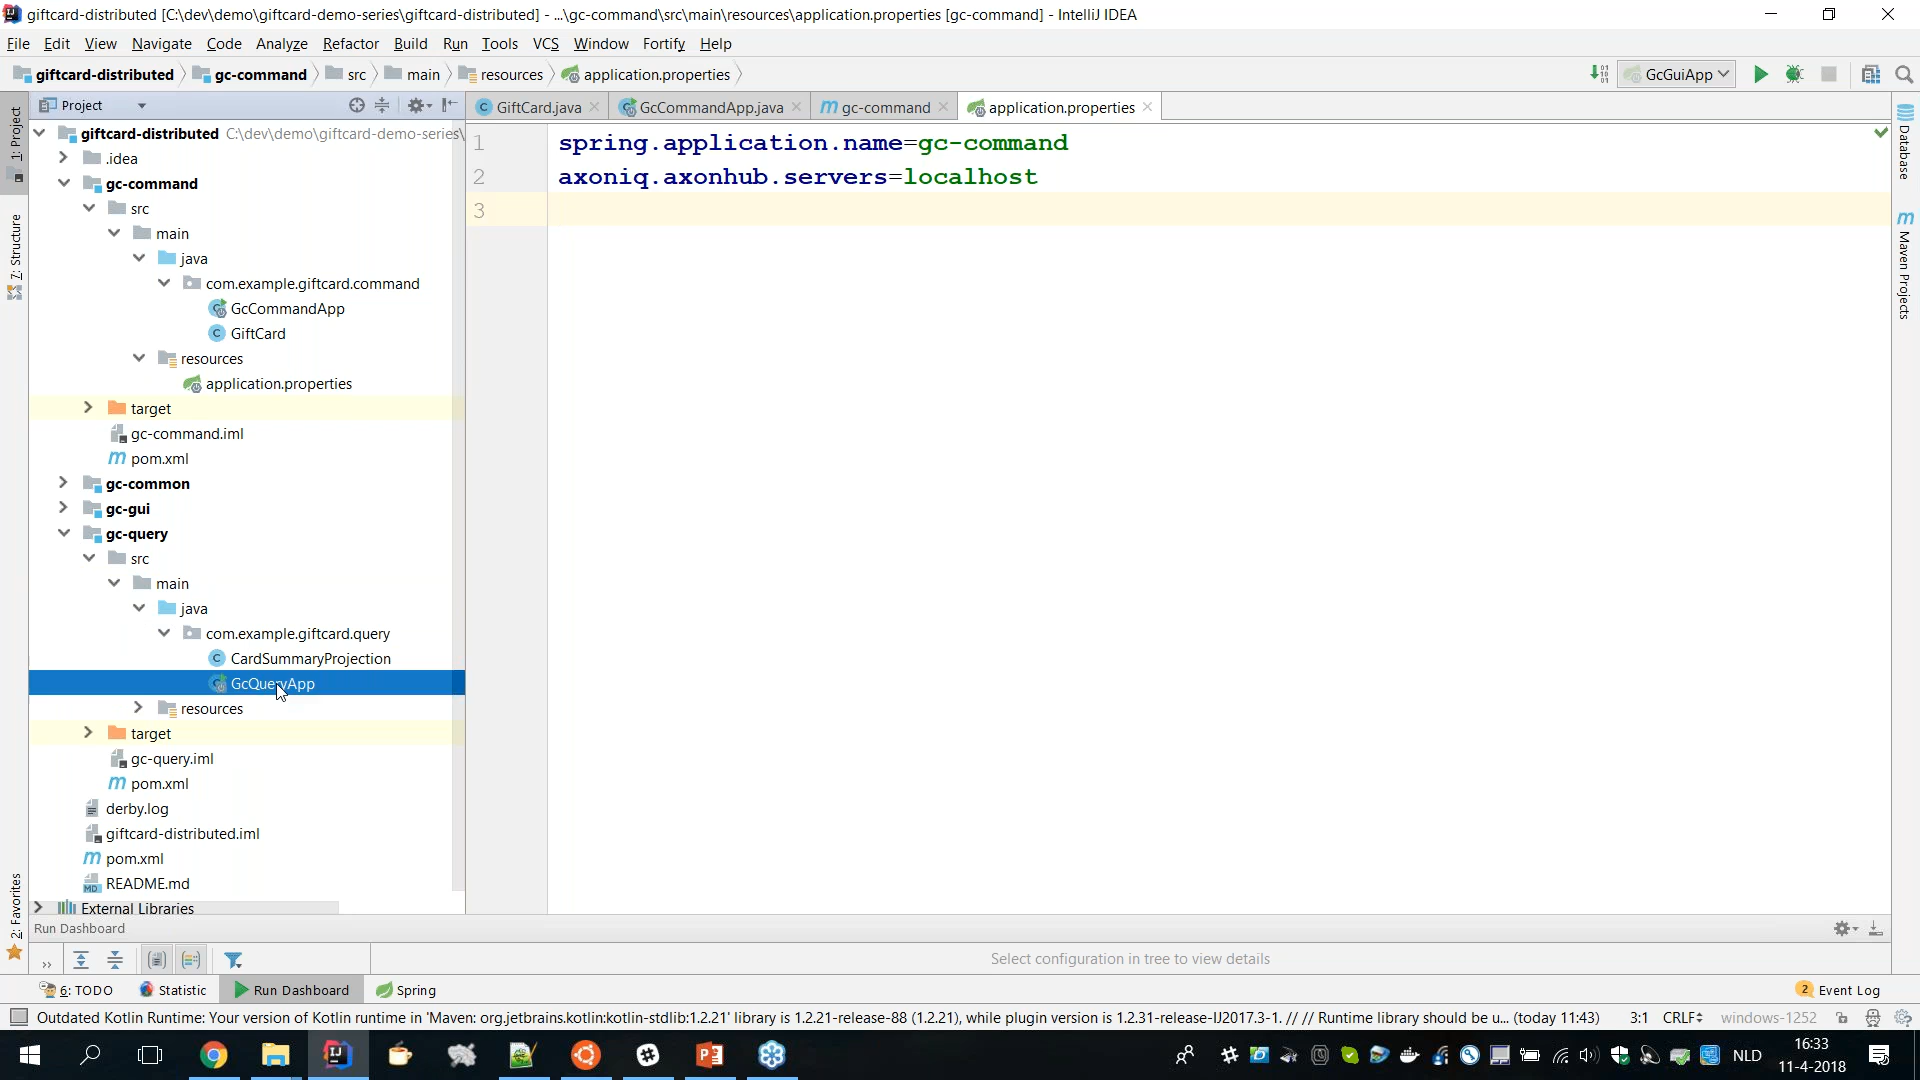 giftcard-distributed [C:\dev\demo\giftcard-demo-series\giftcard-distributed] - ...\gc-command\src\main\resources\application.properties [gc-command] - IntelliJ IDEA
File Edit View Navigate Code Analyze Refactor Build Run Tools VCS Window Fortify Help
giftcard-distributed gc-command src main resources application.properties GcGuiApp
Project GiftCard.java GcCommandApp.java gc-command application.properties
1: Project
7: Structure
2: Favorites
giftcard-distributed C:\dev\demo\giftcard-demo-series\
.idea
gc-command
src
main
java
com.example.giftcard.command
GcCommandApp
GiftCard
resources
application.properties
target
gc-command.iml
pom.xml
gc-common
gc-gui
gc-query
src
main
java
com.example.giftcard.query
CardSummaryProjection
GcQueryApp
resources
target
gc-query.iml
pom.xml
derby.log
giftcard-distributed.iml
pom.xml
README.md
External Libraries
1 spring.application.name=gc-command
2 axoniq.axonhub.servers=localhost
3
Database
Maven Projects
Run Dashboard
Select configuration in tree to view details
6: TODO Statistic Run Dashboard Spring 2 Event Log
Outdated Kotlin Runtime: Your version of Kotlin runtime in 'Maven: org.jetbrains.kotlin:kotlin-stdlib:1.2.21' library is 1.2.21-release-88 (1.2.21), while plugin version is 1.2.31-release-IJ2017.3-1. // // Runtime library should be u... (today 11:43) 3:1 CRLF windows-1252
NLD
16:33
11-4-2018